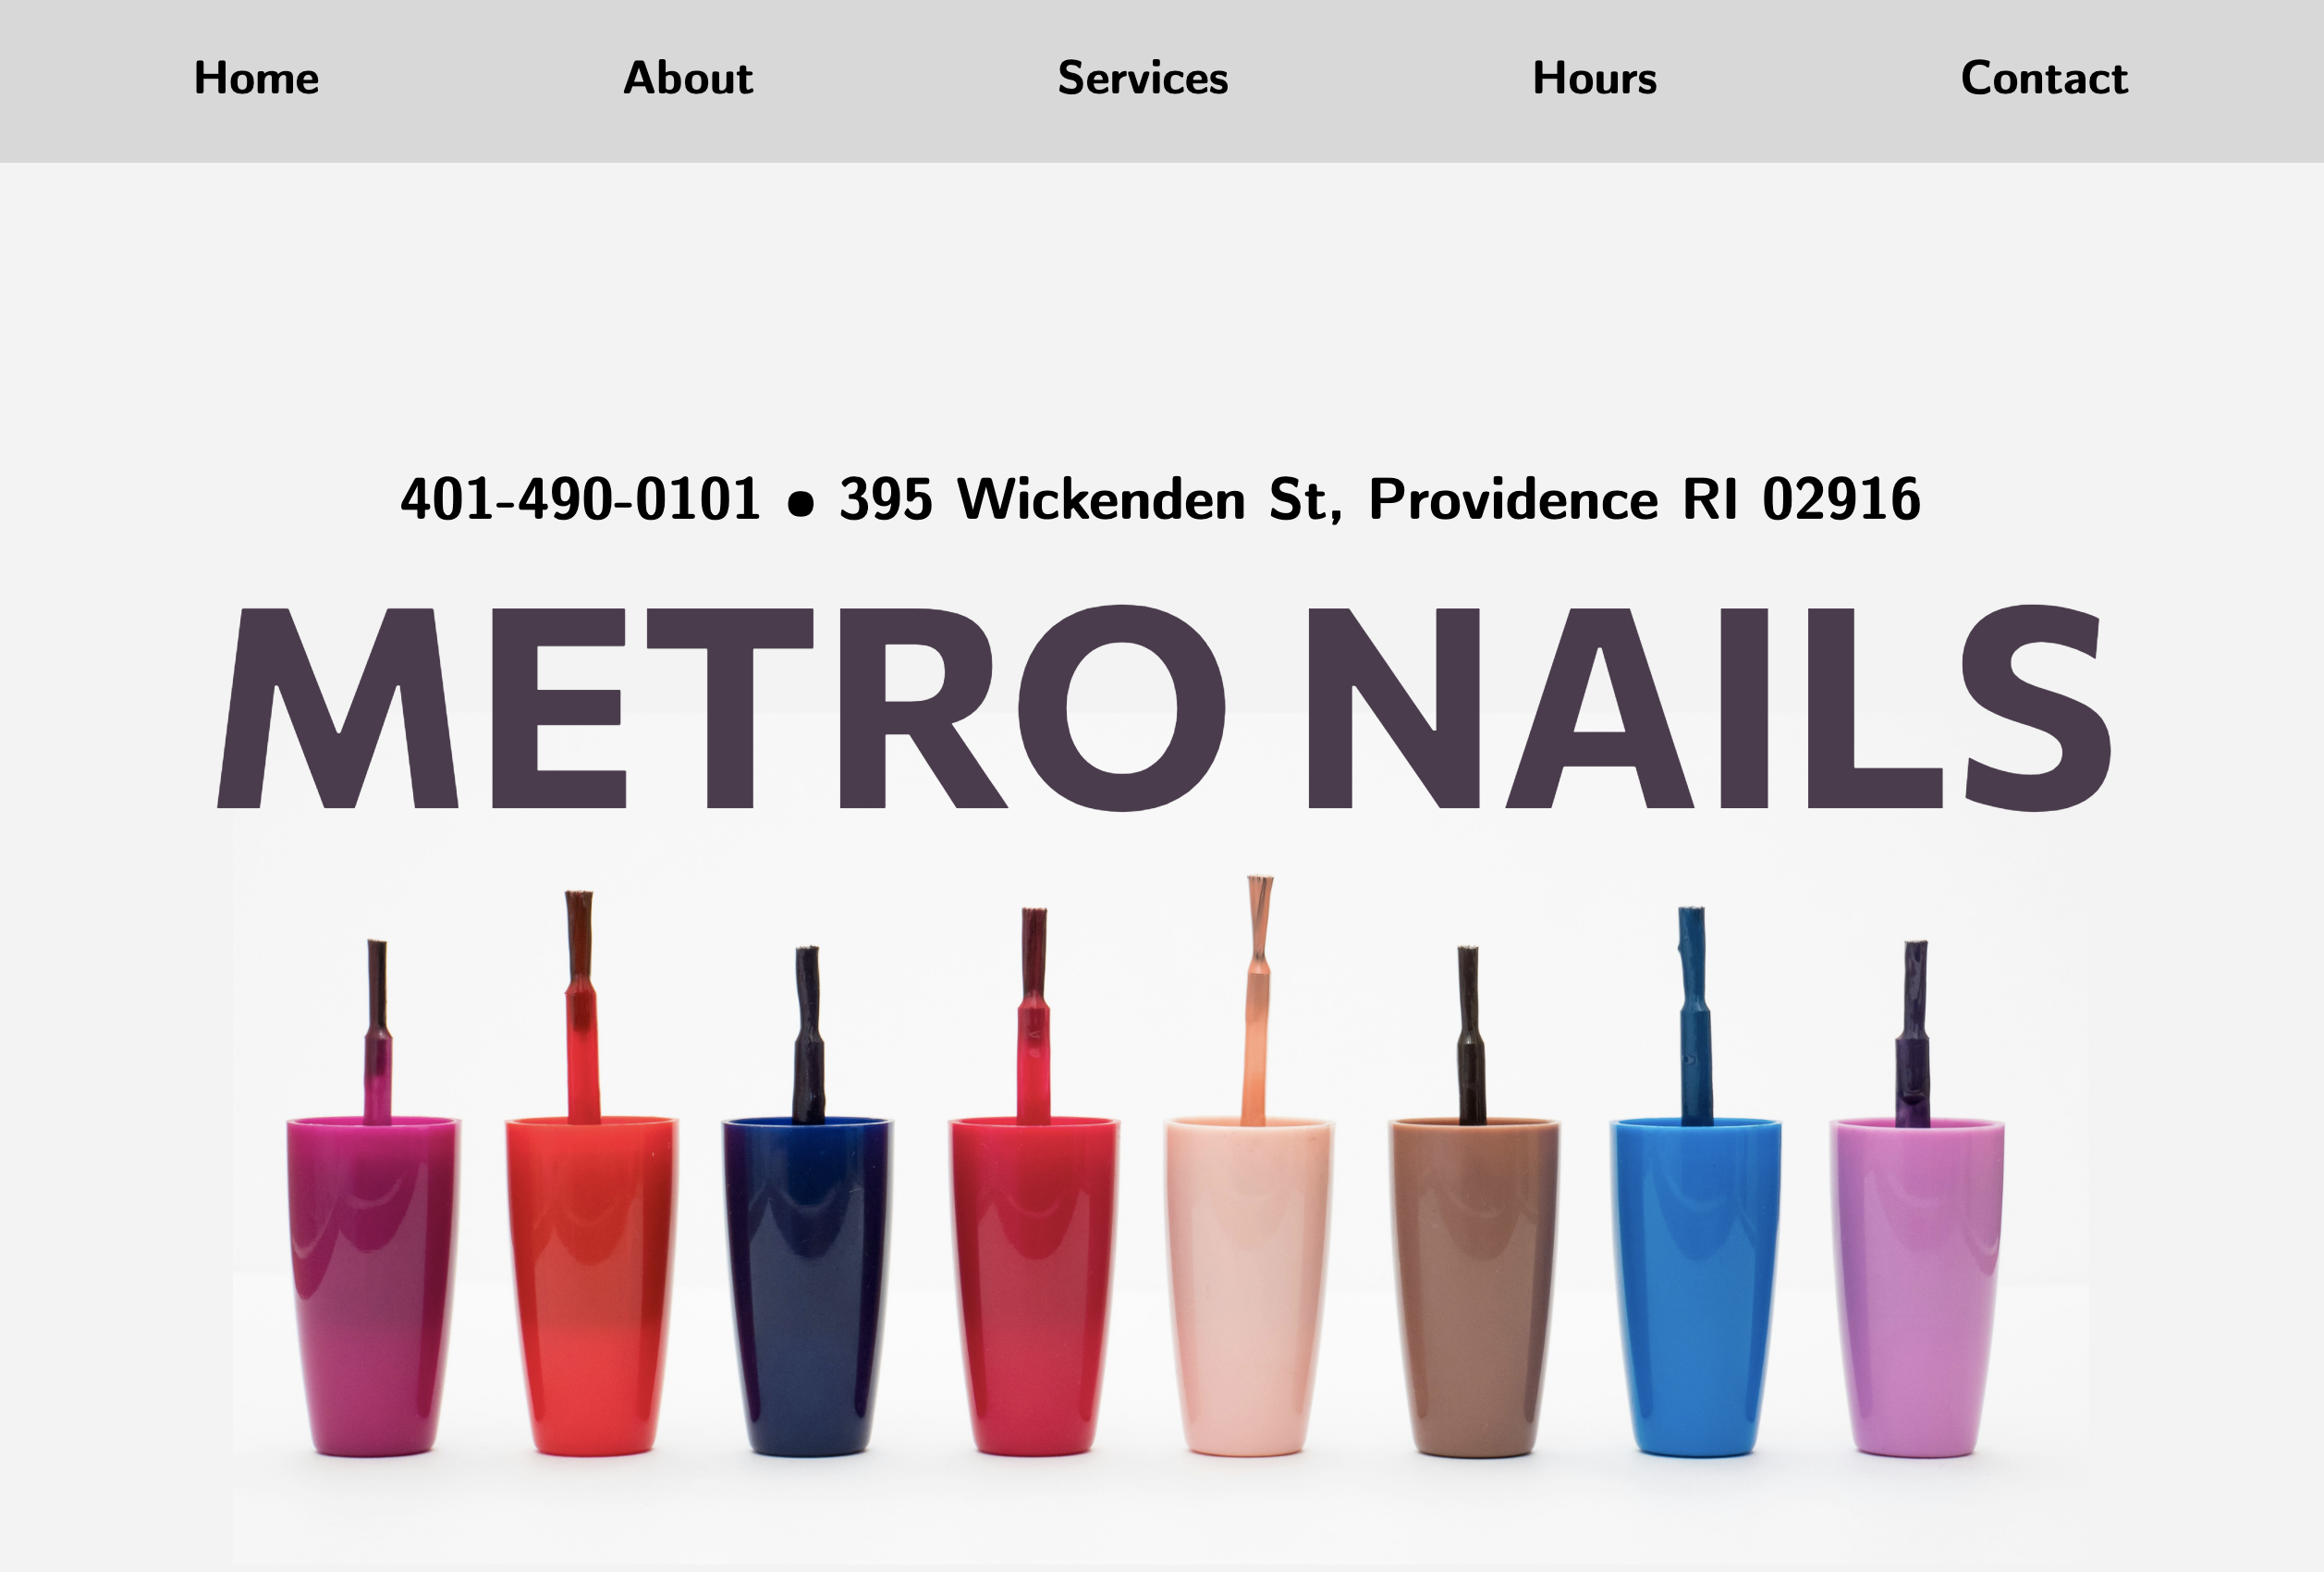 Home About Services Hours Contact
401-490-0101 ● 395 Wickenden St, Providence RI 02916
METRO NAILS